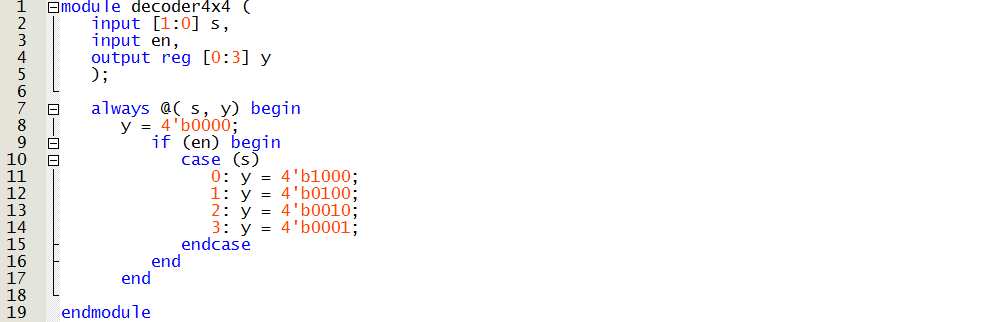 1 module decoder4x4 (
2 input [1:0] s,
3 input en,
4 output reg [0:3] y
5 );
6
7 always @( s, y) begin
8 y = 4'b0000;
9 if (en) begin
10 case (s)
11 0: y = 4'b1000;
12 1: y = 4'b0100;
13 2: y = 4'b0010;
14 3: y = 4'b0001;
15 endcase
16 end
17 end
18
19 endmodule